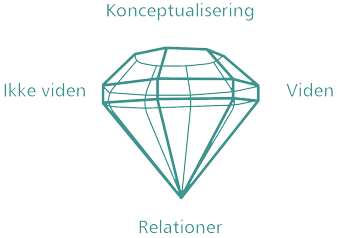 Konceptualisering
Ikke viden
Viden
Relationer